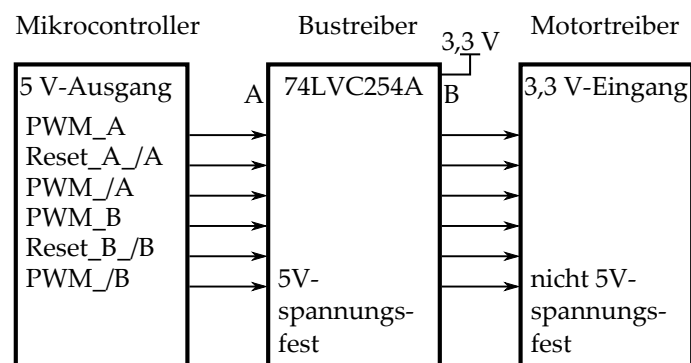 Mikrocontroller
Bustreiber
Motortreiber
3,3 V
5 V-Ausgang
A
74LVC254A
B
3,3 V-Eingang
PWM_A
Reset_A_/A
PWM_/A
PWM_B
Reset_B_/B
PWM_/B
5V-
spannungs-
fest
nicht 5V-
spannungs-
fest